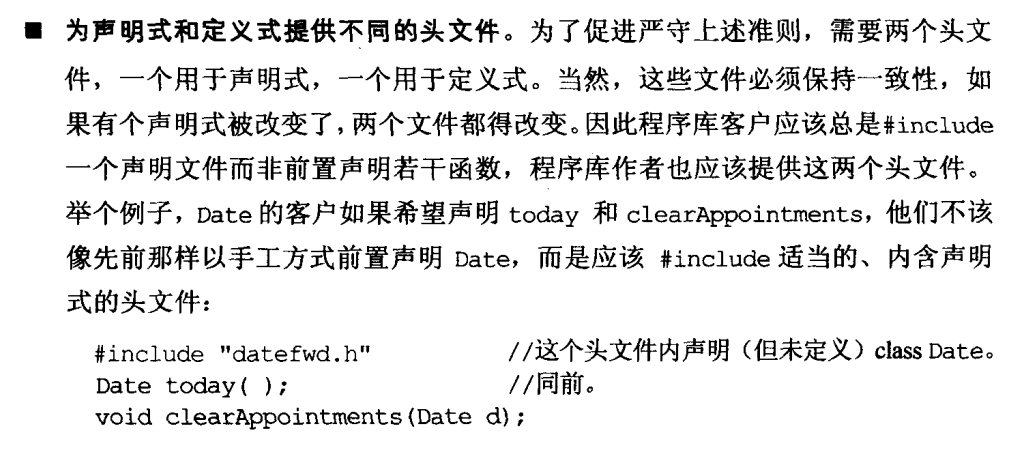 ■ 为声明式和定义式提供不同的头文件。为了促进严守上述准则，需要两个头文
件，一个用于声明式，一个用于定义式。当然，这些文件必须保持一致性，如
果有个声明式被改变了，两个文件都得改变。因此程序库客户应该总是#include
一个声明文件而非前置声明若干函数，程序库作者也应该提供这两个头文件。
举个例子，Date 的客户如果希望声明 today 和 clearAppointments，他们不该
像先前那样以手工方式前置声明 Date，而是应该 #include 适当的、内含声明
式的头文件：
#include "datefwd.h" //这个头文件内声明（但未定义）class Date。
Date today( ); //同前。
void clearAppointments(Date d);